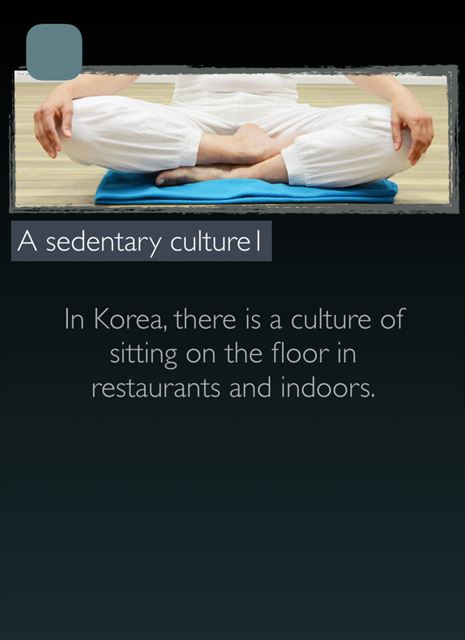 A sedentary culture1
In Korea, there is a culture of
sitting on the floor in
restaurants and indoors.